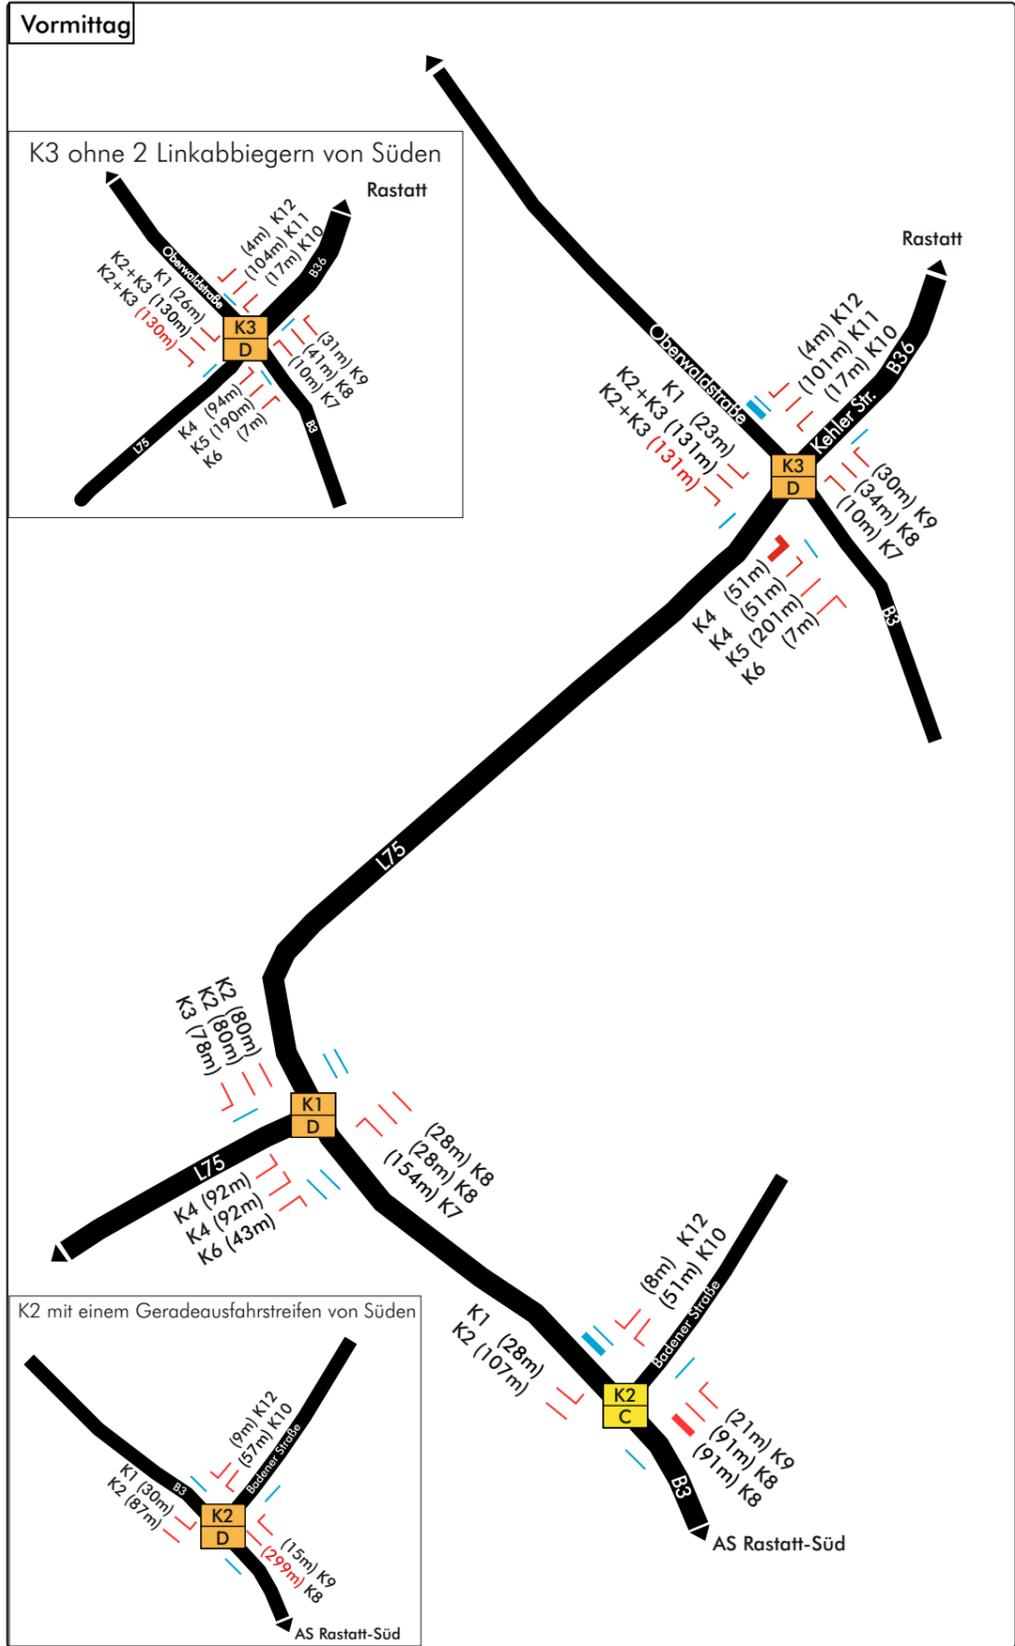 Vormittag
K3 ohne 2 Linkabbiegern von Süden
Rastatt
(4m) K12
(104m) K11
(17m) K10
Oberwaldstraße
B36
K1 (26m)
K2+K3 (130m)
K2+K3 (130m)
K3
D
(31m) K9
(41m) K8
(10m) K7
K4 (94m)
K5 (190m)
K6 (7m)
L75
B3
Rastatt
(4m) K12
(101m) K11
(17m) K10
Oberwaldstraße
B36
Kehler Str.
K1 (23m)
K2+K3 (131m)
K2+K3 (131m)
K3
D
(30m) K9
(34m) K8
(10m) K7
K4 (51m)
K4 (51m)
K5 (201m)
K6 (7m)
B3
L75
K2 (80m)
K2 (80m)
K3 (78m)
K1
D
(28m) K8
(28m) K8
(154m) K7
L75
K4 (92m)
K4 (92m)
K6 (43m)
(8m) K12
(51m) K10
Badener Straße
K1 (28m)
K2 (107m)
K2
C
(21m) K9
(91m) K8
(91m) K8
B3
AS Rastatt-Süd
K2 mit einem Geradeausfahrstreifen von Süden
(9m) K12
(57m) K10
Badener Straße
B3
K1 (30m)
K2 (87m)
K2
D
(15m) K9
(299m) K8
AS Rastatt-Süd